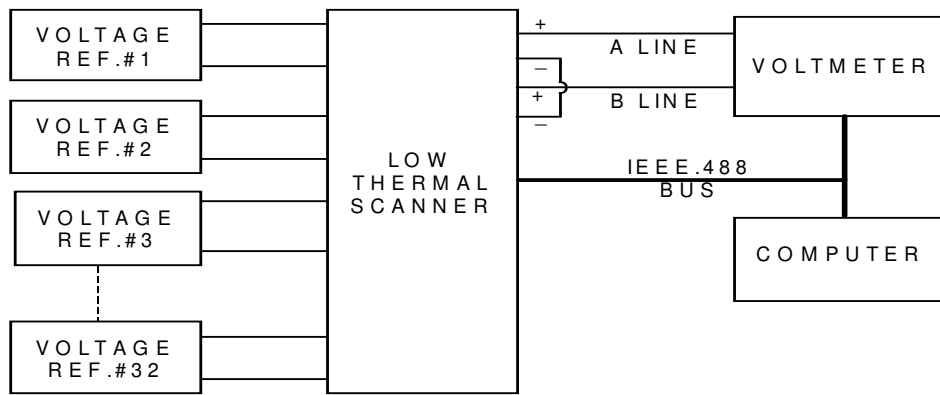 VOLTAGE
REF.#1
VOLTAGE
REF.#2
VOLTAGE
REF.#3
VOLTAGE
REF.#32
LOW
THERMAL
SCANNER
+
A LINE
−
+
B LINE
−
IEEE.488
BUS
VOLTMETER
COMPUTER